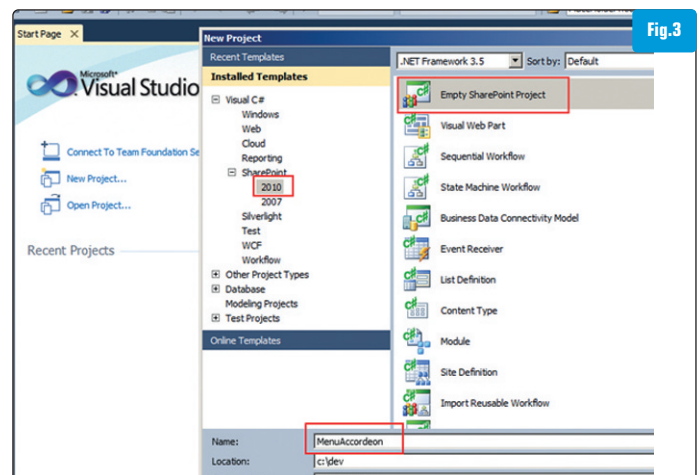 Fig.3
Start Page X
Microsoft®
Visual Studio
Connect To Team Foundation Se
New Project...
Open Project...
Recent Projects
New Project
Recent Templates
Installed Templates
Visual C#
Windows
Web
Cloud
Reporting
SharePoint
2010
2007
Silverlight
Test
WCF
Workflow
Other Project Types
Database
Modeling Projects
Test Projects
Online Templates
.NET Framework 3.5 Sort by: Default
Empty SharePoint Project
Visual Web Part
Sequential Workflow
State Machine Workflow
Business Data Connectivity Model
Event Receiver
List Definition
Content Type
Module
Site Definition
Import Reusable Workflow
Name: MenuAccordeon
Location: c:\dev